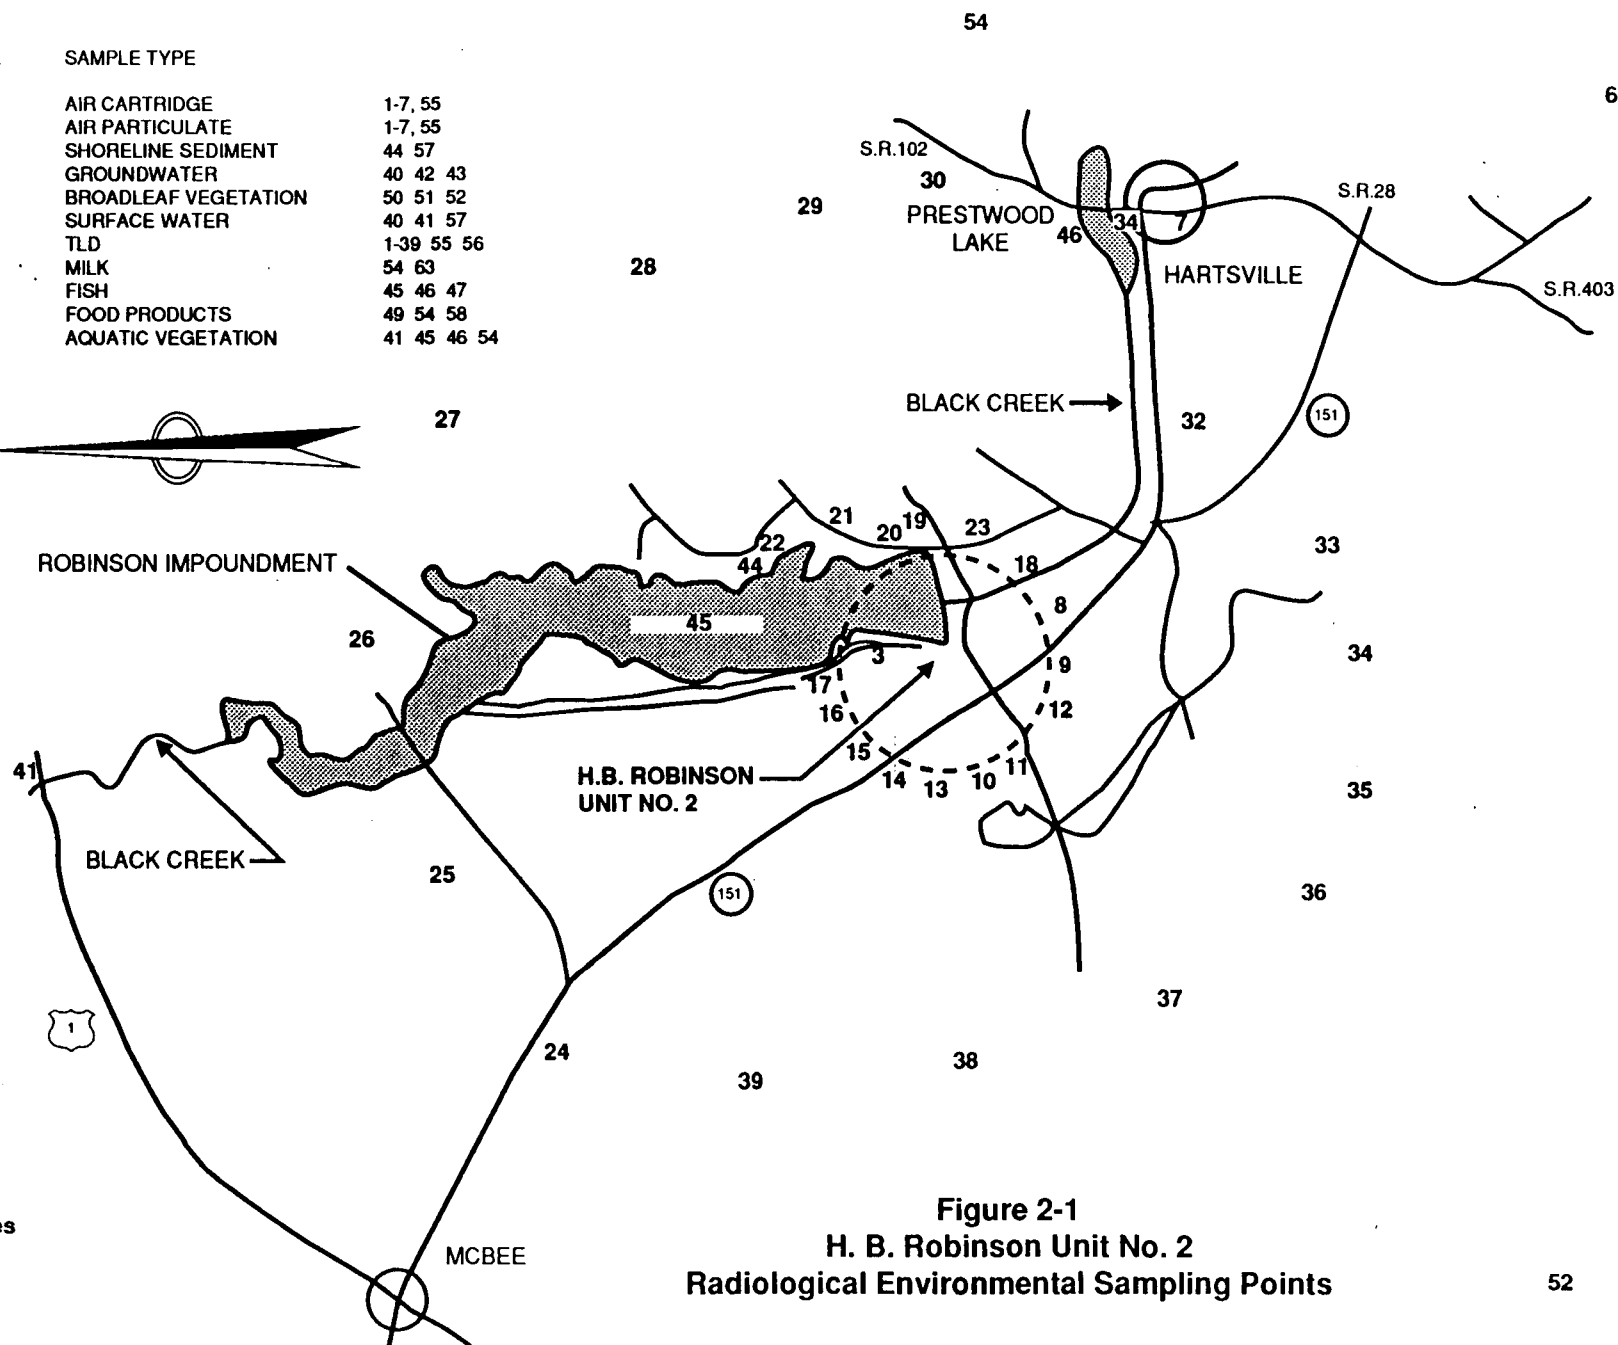 54
SAMPLE TYPE
6
AIR CARTRIDGE 1-7, 55
AIR PARTICULATE 1-7, 55
SHORELINE SEDIMENT 44 57
GROUNDWATER 40 42 43
BROADLEAF VEGETATION 50 51 52
SURFACE WATER 40 41 57
TLD 1-39 55 56
MILK 54 63
FISH 45 46 47
FOOD PRODUCTS 49 54 58
AQUATIC VEGETATION 41 45 46 54
S.R.102
30
29
28
27
PRESTWOOD
LAKE
46
34
7
S.R.28
HARTSVILLE
S.R.403
BLACK CREEK
32
151
33
34
35
36
37
38
39
21
20
19
23
22
44
18
8
9
12
11
10
13
14
15
16
17
3
45
ROBINSON IMPOUNDMENT
26
41
H.B. ROBINSON
UNIT NO. 2
BLACK CREEK
25
151
1
24
es
MCBEE
Figure 2-1
H. B. Robinson Unit No. 2
Radiological Environmental Sampling Points
52